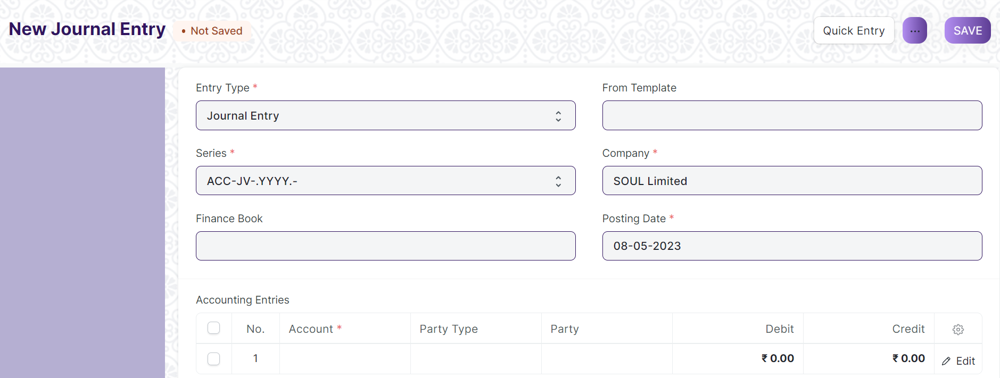 New Journal Entry • Not Saved Quick Entry ... SAVE
Entry Type * From Template
Journal Entry
Series * Company *
ACC-JV-.YYYY.- SOUL Limited
Finance Book Posting Date *
08-05-2023
Accounting Entries
No. Account * Party Type Party Debit Credit
1 ₹ 0.00 ₹ 0.00 Edit